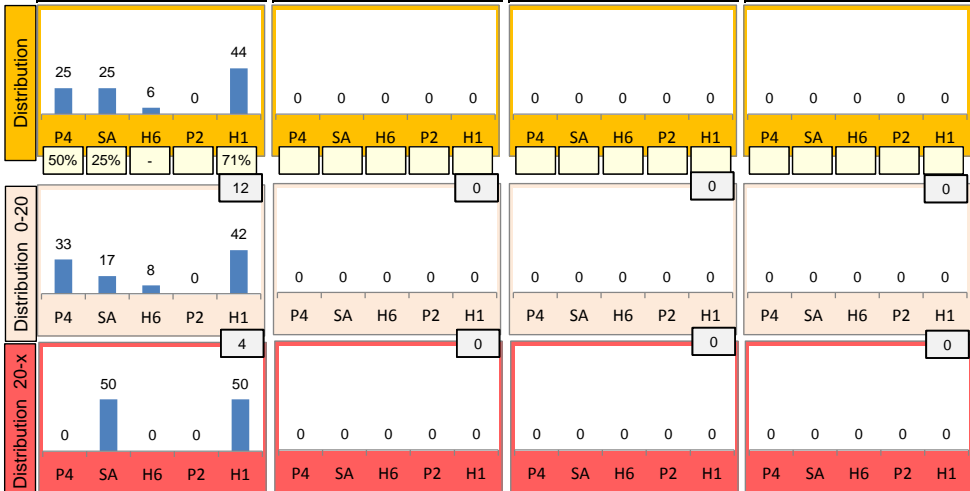 Distribution
44
25 25
6
0
0 0 0 0 0
0 0 0 0 0
0 0 0 0 0
P4 SA H6 P2 H1
P4 SA H6 P2 H1
P4 SA H6 P2 H1
P4 SA H6 P2 H1
50% 25% - 71%
12
0
0
0
Distribution 0-20
42
33
17
8
0
0 0 0 0 0
0 0 0 0 0
0 0 0 0 0
P4 SA H6 P2 H1
P4 SA H6 P2 H1
P4 SA H6 P2 H1
P4 SA H6 P2 H1
4
0
0
0
Distribution 20-x
50 50
0 0 0
0 0 0 0 0
0 0 0 0 0
0 0 0 0 0
P4 SA H6 P2 H1
P4 SA H6 P2 H1
P4 SA H6 P2 H1
P4 SA H6 P2 H1